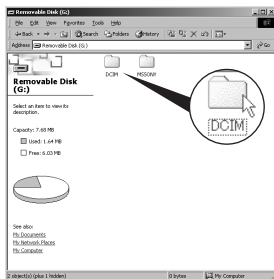 Removable Disk (G:)
File Edit View Favorites Tools Help
Back Search Folders History
Address Removable Disk (G:) Go
Removable Disk (G:)
DCIM MSSONY
Select an item to view its description.
Capacity: 7.68 MB
Used: 1.64 MB
Free: 6.03 MB
DCIM
See also:
My Documents
My Network Places
My Computer
2 object(s) (plus 1 hidden) 0 bytes My Computer